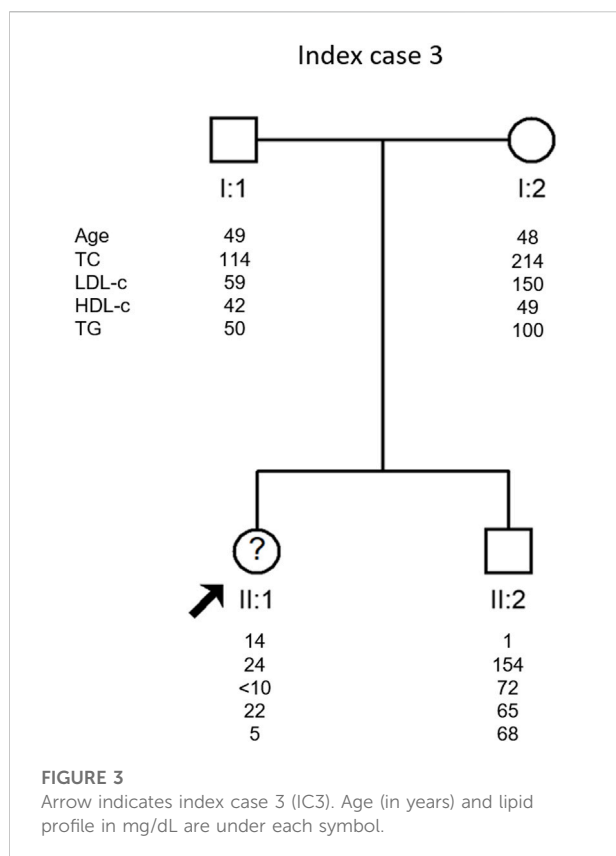 Index case 3
I:1 I:2
Age 49 48
TC 114 214
LDL-c 59 150
HDL-c 42 49
TG 50 100
?
II:1 II:2
14 1
24 154
<10 72
22 65
5 68
FIGURE 3
Arrow indicates index case 3 (IC3). Age (in years) and lipid
profile in mg/dL are under each symbol.